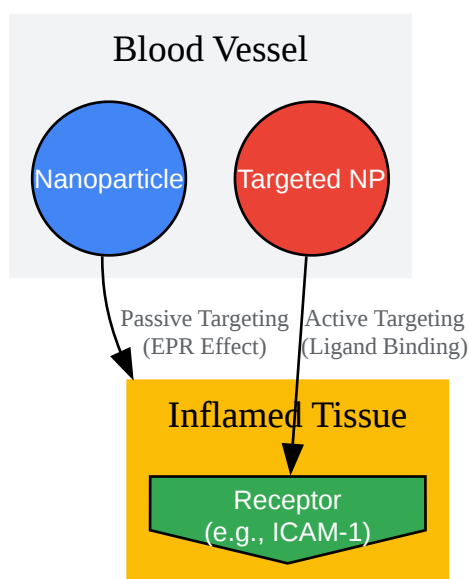 Blood Vessel
Nanoparticle
Targeted NP
Passive Targeting
(EPR Effect)
Active Targeting
(Ligand Binding)
Inflamed Tissue
Receptor
(e.g., ICAM-1)